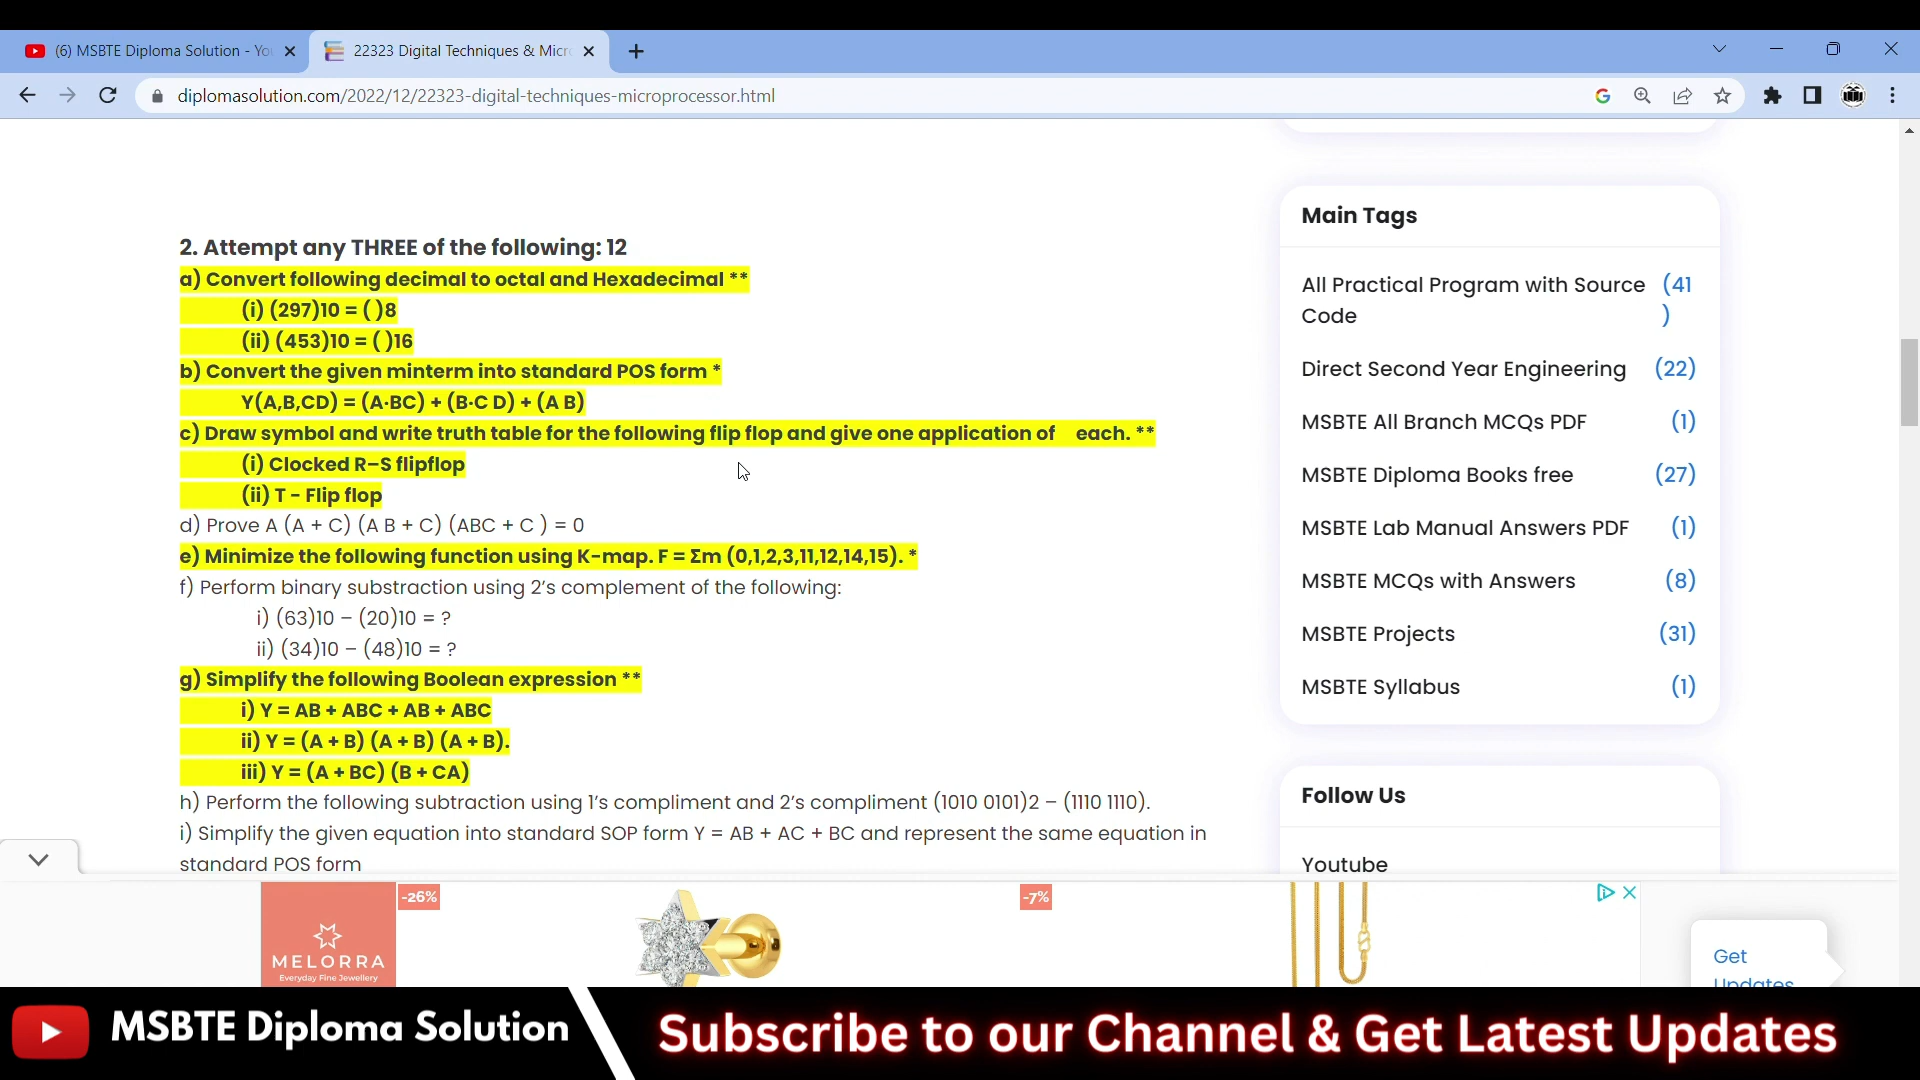 (6) MSBTE Diploma Solution - You
22323 Digital Techniques & Micr
diplomasolution.com/2022/12/22323-digital-techniques-microprocessor.html
2. Attempt any THREE of the following: 12
a) Convert following decimal to octal and Hexadecimal **
(i) (297)10 = ( )8
(ii) (453)10 = ( )16
b) Convert the given minterm into standard POS form *
Y(A,B,CD) = (A·BC) + (B·C D) + (A B)
c) Draw symbol and write truth table for the following flip flop and give one application of each. **
(i) Clocked R–S flipflop
(ii) T - Flip flop
d) Prove A (A + C) (A B + C) (ABC + C ) = 0
e) Minimize the following function using K-map. F = Σm (0,1,2,3,11,12,14,15). *
f) Perform binary substraction using 2's complement of the following:
i) (63)10 – (20)10 = ?
ii) (34)10 – (48)10 = ?
g) Simplify the following Boolean expression **
i) Y = AB + ABC + AB + ABC
ii) Y = (A + B) (A + B) (A + B).
iii) Y = (A + BC) (B + CA)
h) Perform the following subtraction using 1's compliment and 2's compliment (1010 0101)2 – (1110 1110).
i) Simplify the given equation into standard SOP form Y = AB + AC + BC and represent the same equation in
standard POS form
Main Tags
All Practical Program with Source (41
Code )
Direct Second Year Engineering (22)
MSBTE All Branch MCQs PDF (1)
MSBTE Diploma Books free (27)
MSBTE Lab Manual Answers PDF (1)
MSBTE MCQs with Answers (8)
MSBTE Projects (31)
MSBTE Syllabus (1)
Follow Us
Youtube
-26%
MELORRA
Everyday Fine Jewellery
-7%
Get
Updates
MSBTE Diploma Solution
Subscribe to our Channel & Get Latest Updates